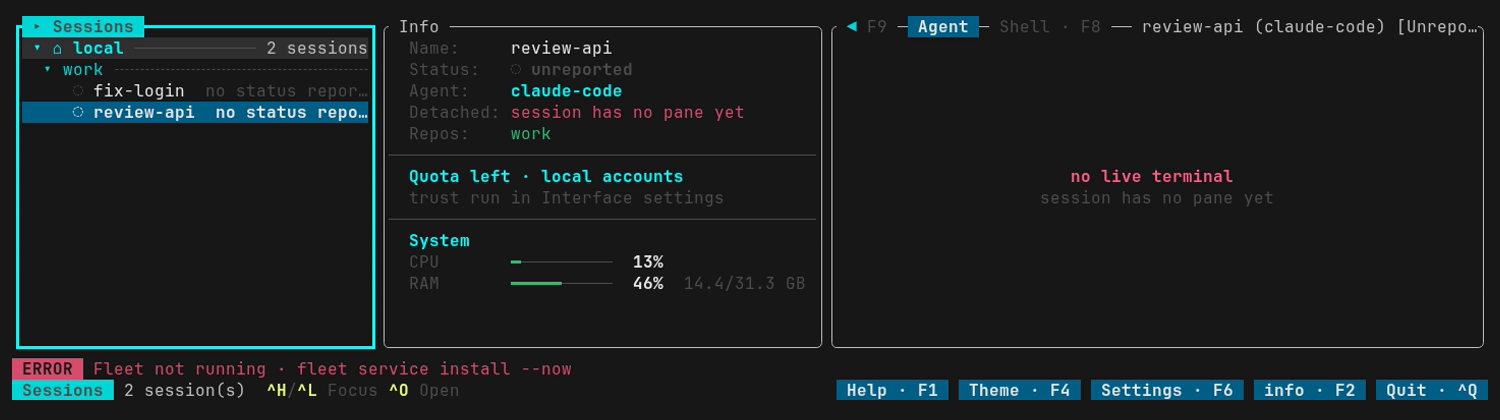 ▸ Sessions
▾ ⌂ local 2 sessions
▾ work
◌ fix-login no status repor…
◌ review-api no status repo…
Info
Name: review-api
Status: ◌ unreported
Agent: claude-code
Detached: session has no pane yet
Repos: work
Quota left · local accounts
trust run in Interface settings
System
CPU 13%
RAM 46% 14.4/31.3 GB
◀ F9 Agent Shell · F8 review-api (claude-code) [Unrepo…
no live terminal
session has no pane yet
ERROR Fleet not running · fleet service install --now
Sessions 2 session(s) ^H/^L Focus ^O Open Help · F1 Theme · F4 Settings · F6 info · F2 Quit · ^Q